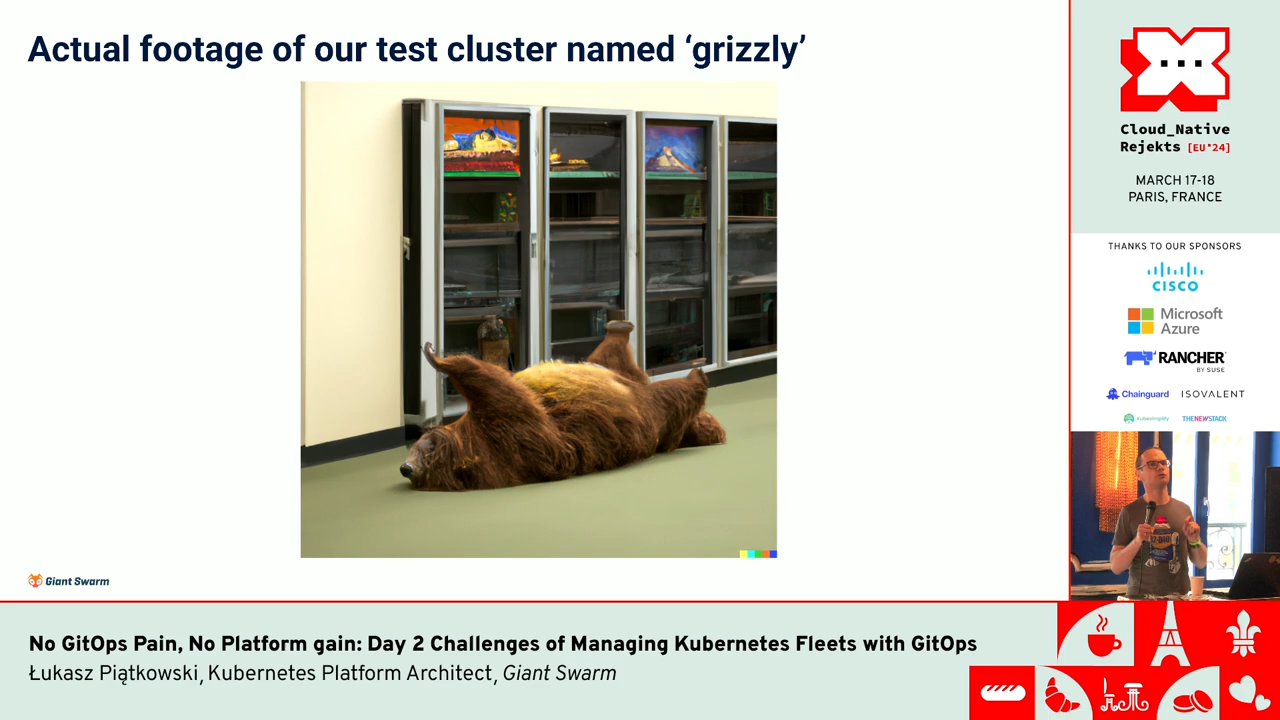 Actual footage of our test cluster named ‘grizzly’
Giant Swarm
Cloud_Native
Rejekts [EU'24]
MARCH 17-18
PARIS, FRANCE
THANKS TO OUR SPONSORS
CISCO
Microsoft
Azure
RANCHER
BY SUSE
Chainguard
ISOVALENT
kubesimplify
THENEWSTACK
No GitOps Pain, No Platform gain: Day 2 Challenges of Managing Kubernetes Fleets with GitOps
Łukasz Piątkowski, Kubernetes Platform Architect, Giant Swarm